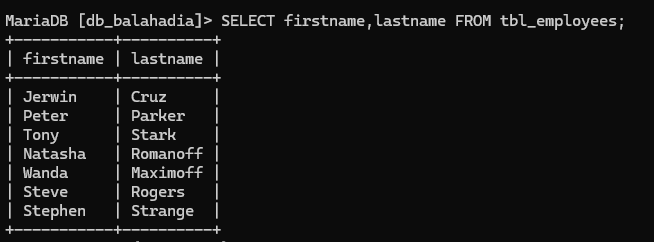 MariaDB [db_balahadia]> SELECT firstname,lastname FROM tbl_employees;
+-----------+----------+
| firstname | lastname |
+-----------+----------+
| Jerwin    | Cruz     |
| Peter     | Parker   |
| Tony      | Stark    |
| Natasha   | Romanoff |
| Wanda     | Maximoff |
| Steve     | Rogers   |
| Stephen   | Strange  |
+-----------+----------+